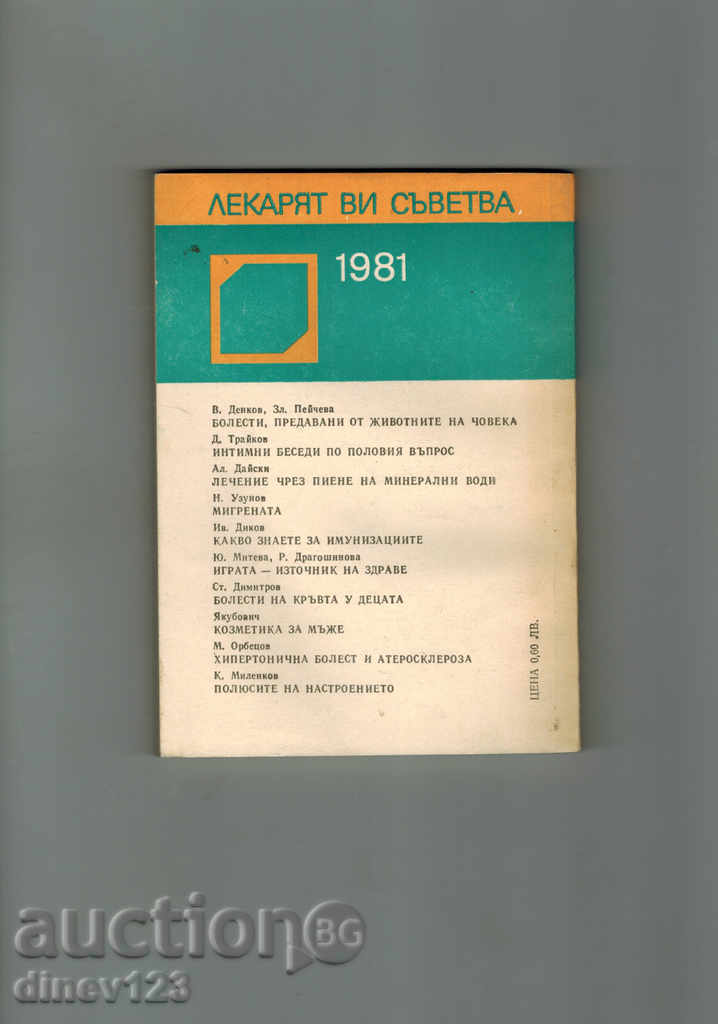 ЛЕКАРЯТ ВИ СЪВЕТВА
1981
В. Денков, Зл. Пейчева
БОЛЕСТИ, ПРЕДАВАНИ ОТ ЖИВОТНИТЕ НА ЧОВЕКА
Д. Трайков
ИНТИМНИ БЕСЕДИ ПО ПОЛОВИЯ ВЪПРОС
Ал. Дайски
ЛЕЧЕНИЕ ЧРЕЗ ПИЕНЕ НА МИНЕРАЛНИ ВОДИ
Н. Узунов
МИГРЕНАТА
Ив. Диков
КАКВО ЗНАЕТЕ ЗА ИМУНИЗАЦИИТЕ
Ю. Митева, Р. Драгошинова
ИГРАТА — ИЗТОЧНИК НА ЗДРАВЕ
Ст. Димитров
БОЛЕСТИ НА КРЪВТА У ДЕЦАТА
Якубович
КОЗМЕТИКА ЗА МЪЖЕ
М. Орбецов
ХИПЕРТОНИЧНА БОЛЕСТ И АТЕРОСКЛЕРОЗА
К. Миленков
ПОЛЮСИТЕ НА НАСТРОЕНИЕТО
ЦЕНА 0,60 ЛВ.
auction BG
dinev123